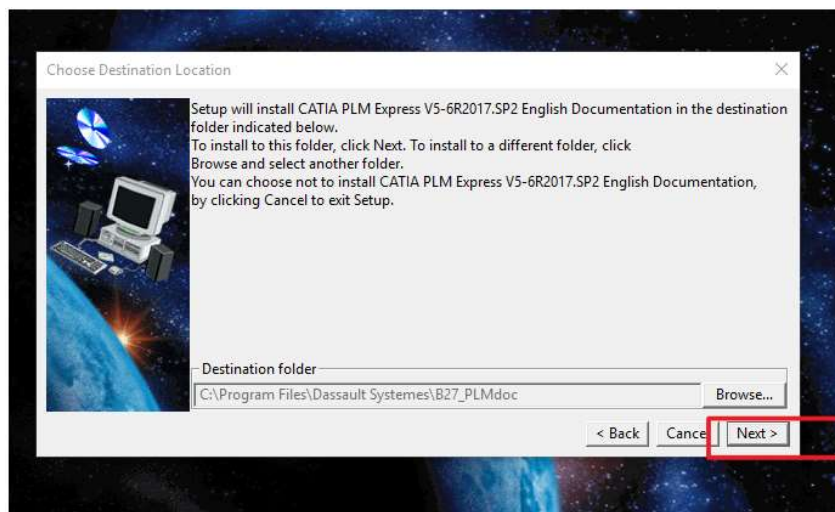 Choose Destination Location
Setup will install CATIA PLM Express V5-6R2017.SP2 English Documentation in the destination
folder indicated below.
To install to this folder, click Next. To install to a different folder, click
Browse and select another folder.
You can choose not to install CATIA PLM Express V5-6R2017.SP2 English Documentation,
by clicking Cancel to exit Setup.
Destination folder
C:\Program Files\Dassault Systemes\B27_PLMdoc
Browse...
< Back
Cance
Next >